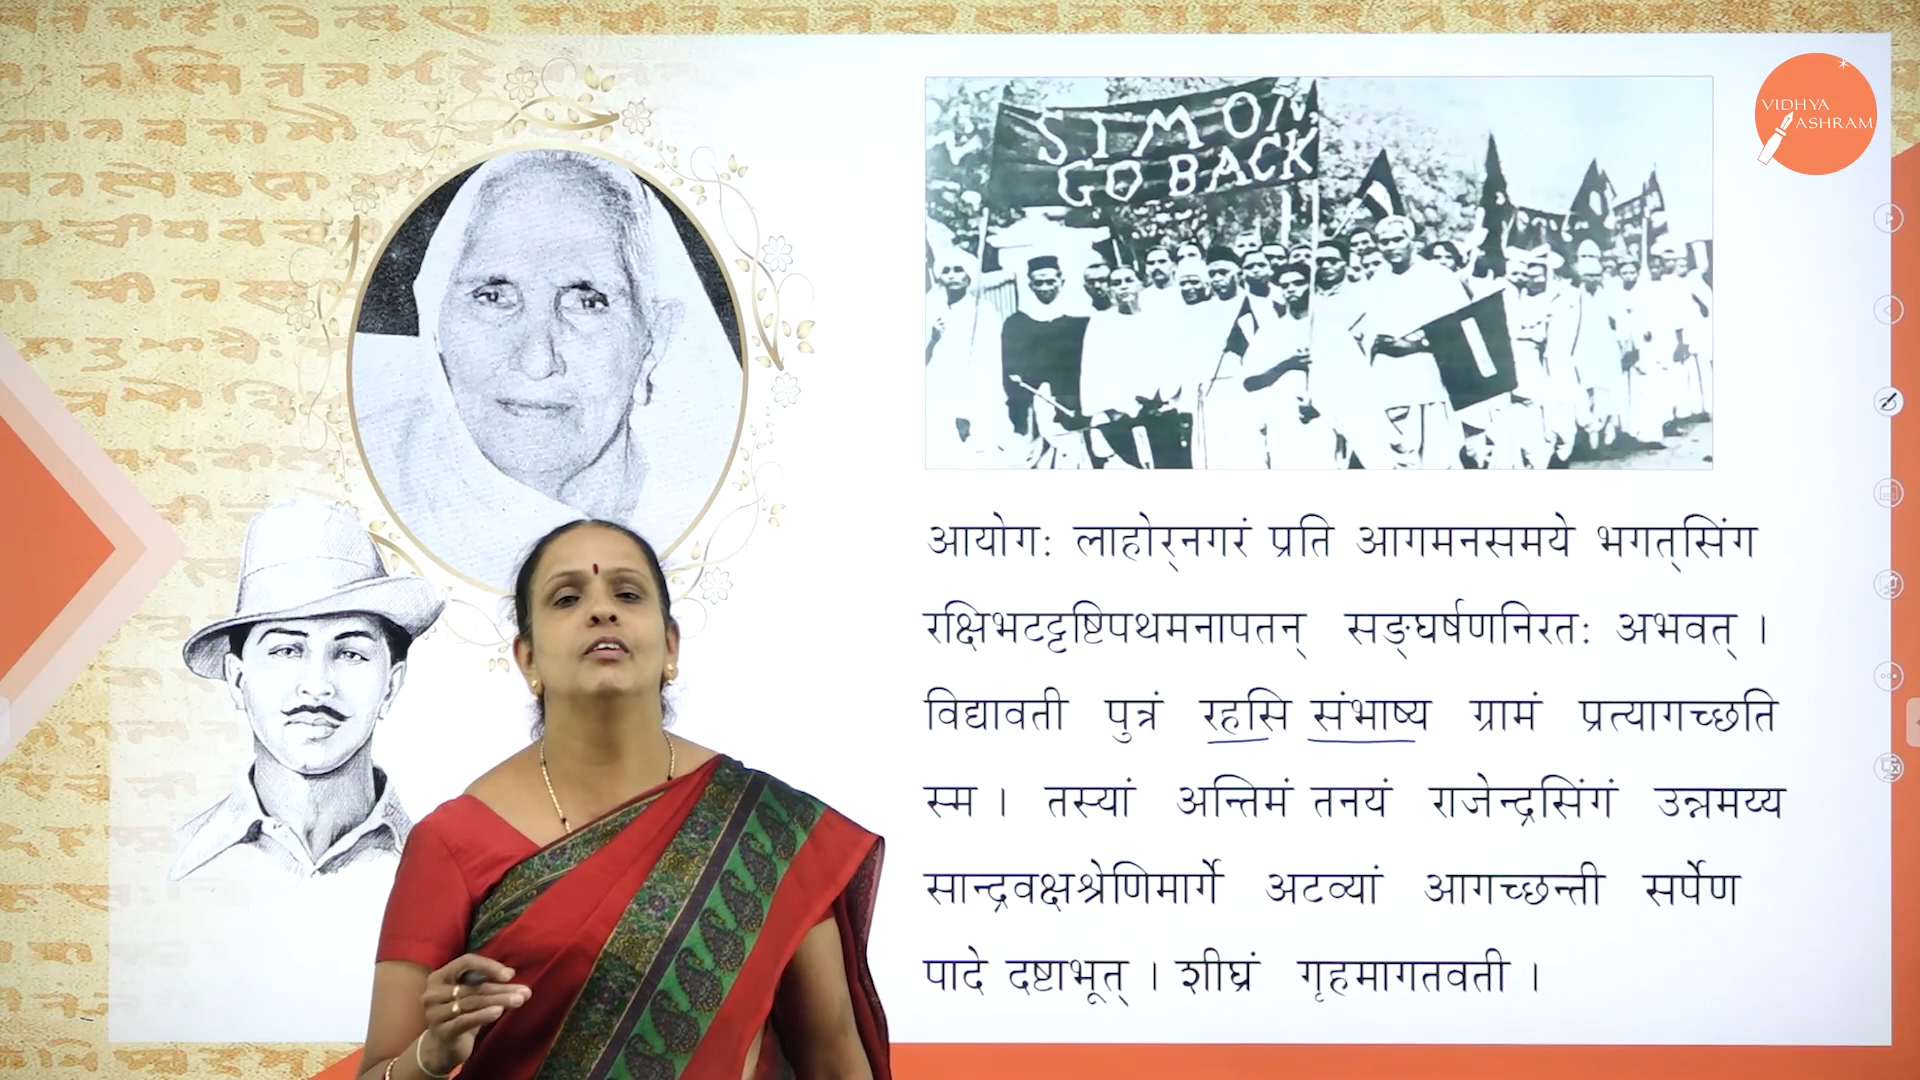 SIMON
GO BACK
VIDHYA
ASHRAM
आयोगः लाहोर्‌नगरं प्रति आगमनसमये भगत्‌सिंग
रक्षिभटदृष्टिपथमनापतन् सङ्घर्षणनिरतः अभवत् ।
विद्यावती पुत्रं रहसि संभाष्य ग्रामं प्रत्यागच्छति
स्म । तस्यां अन्तिमं तनयं राजेन्द्रसिंगं उन्नमय्य
सान्द्रवक्षश्रेणिमार्गे अटव्यां आगच्छन्ती सर्पेण
पादे दष्टाभूत् । शीघ्रं गृहमागतवती ।